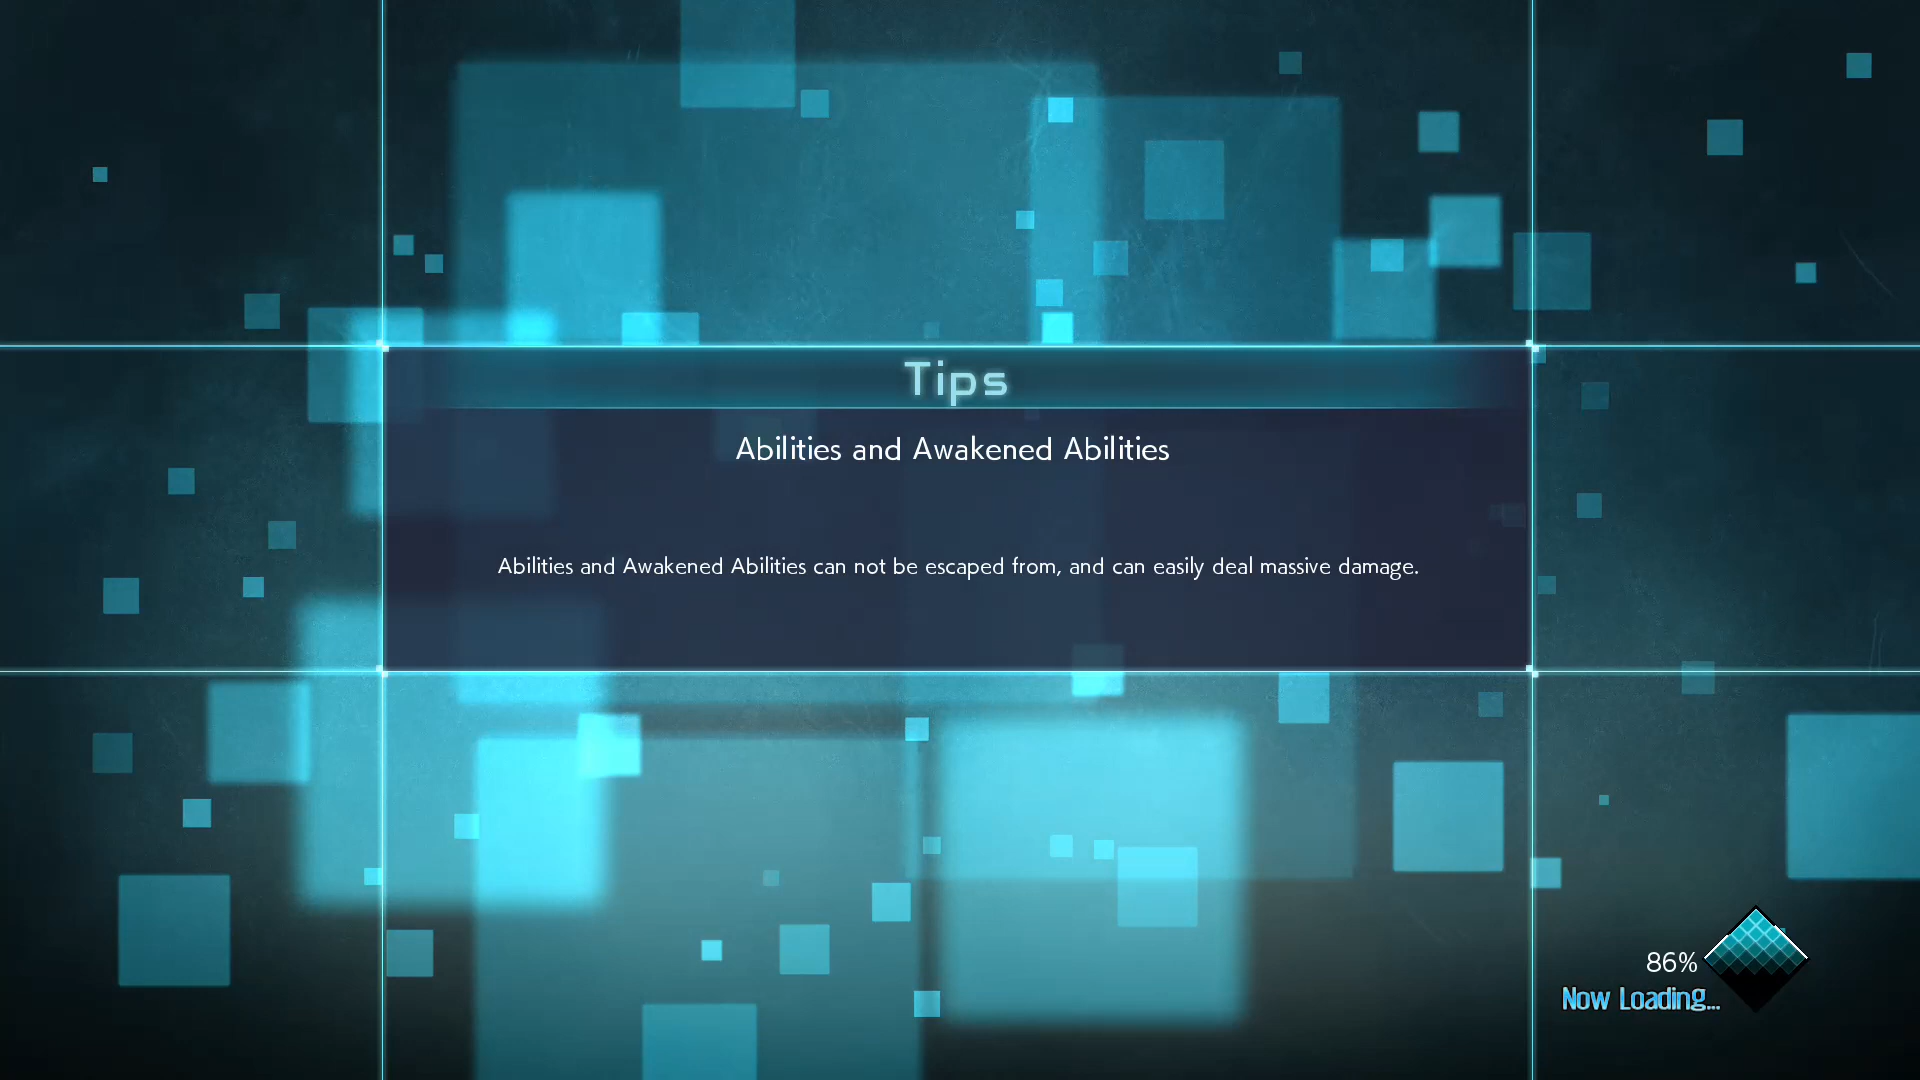 Tips
Abilities and Awakened Abilities
Abilities and Awakened Abilities can not be escaped from, and can easily deal massive damage.
86%
Now Loading...